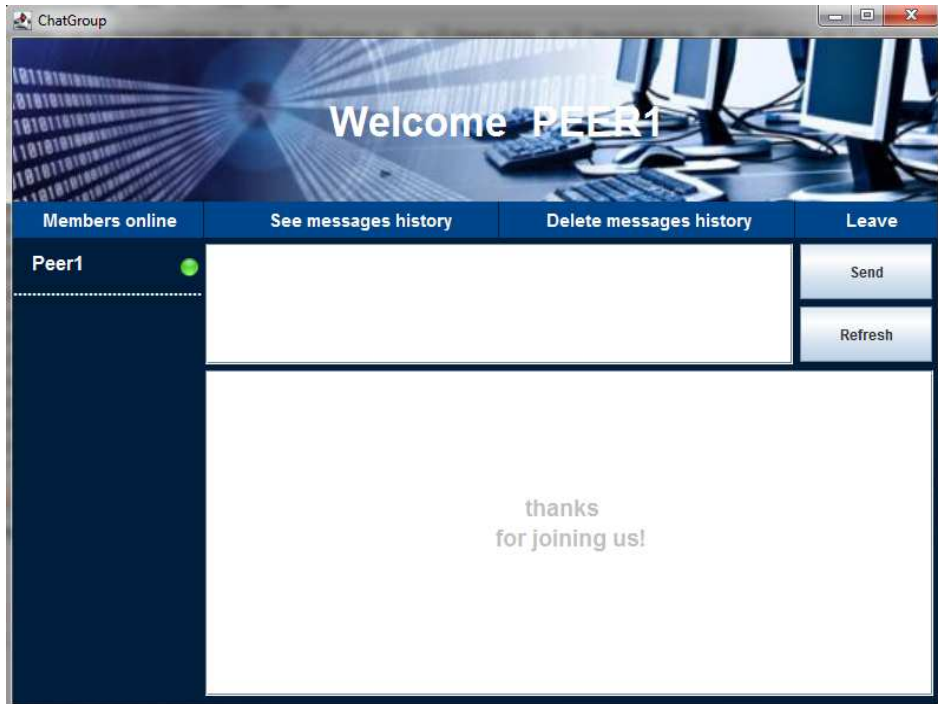 ChatGroup
Welcome PEER1
Members online See messages history Delete messages history Leave
Peer1
Send
Refresh
thanks
for joining us!